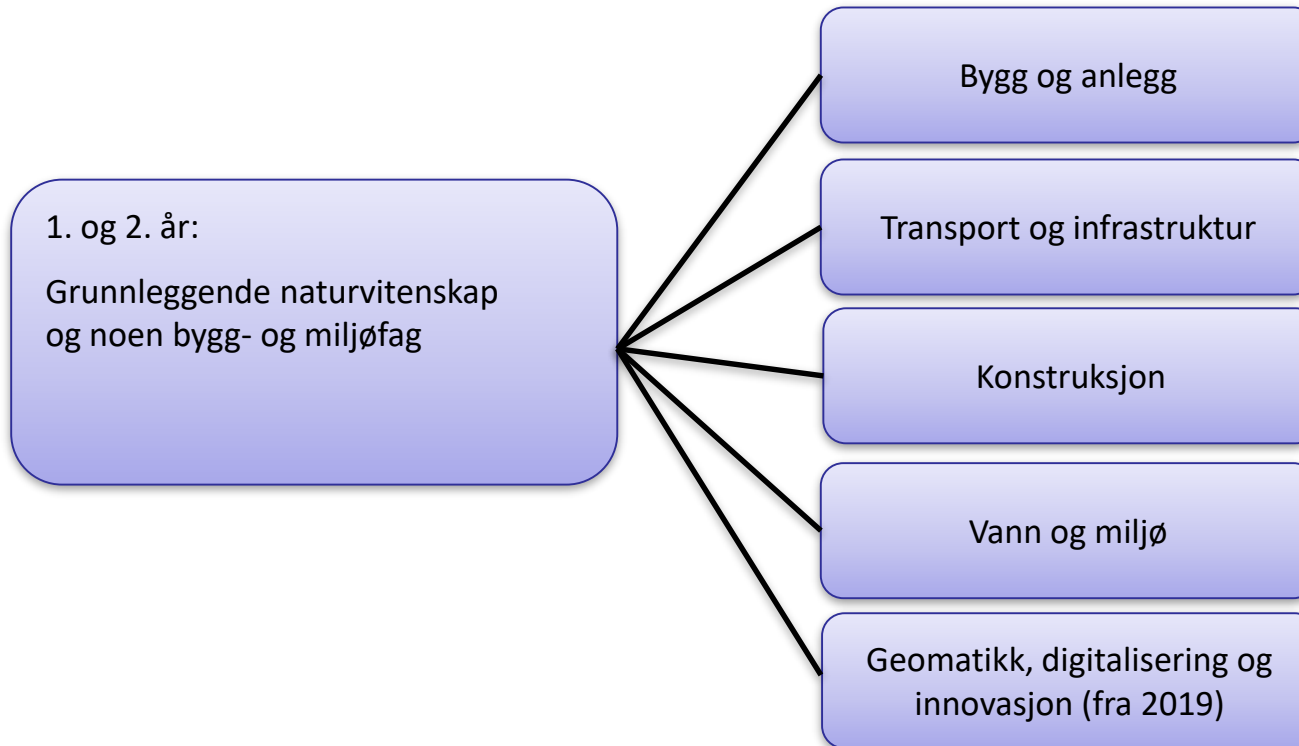 1. og 2. år:
Grunnleggende naturvitenskap
og noen bygg- og miljøfag
Bygg og anlegg
Transport og infrastruktur
Konstruksjon
Vann og miljø
Geomatikk, digitalisering og
innovasjon (fra 2019)